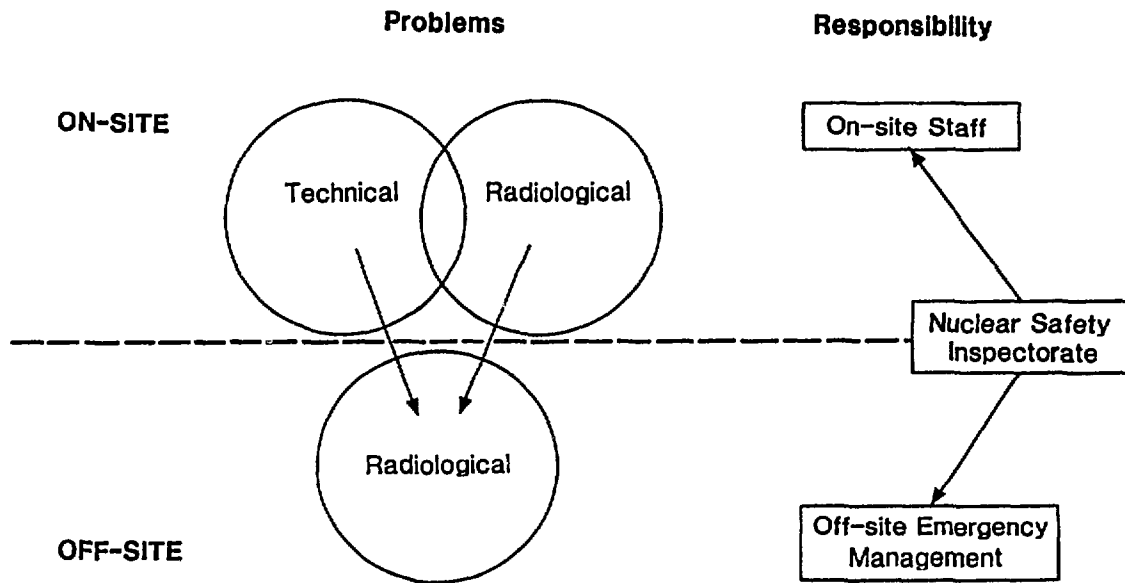 Problems
Responsibility
ON-SITE
On-site Staff
Technical
Radiological
Nuclear Safety
Inspectorate
Radiological
Off-site Emergency
Management
OFF-SITE